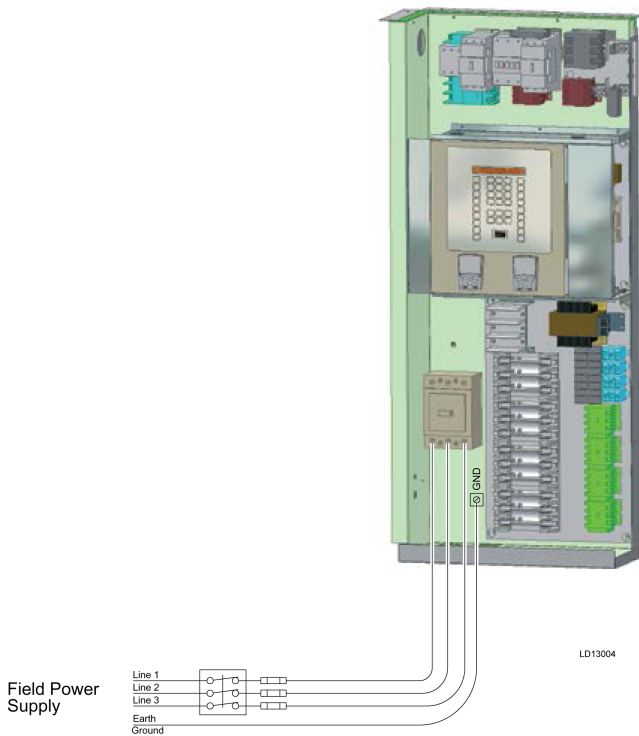 GND
LD13004
Field Power
Supply
Line 1
Line 2
Line 3
Earth
Ground